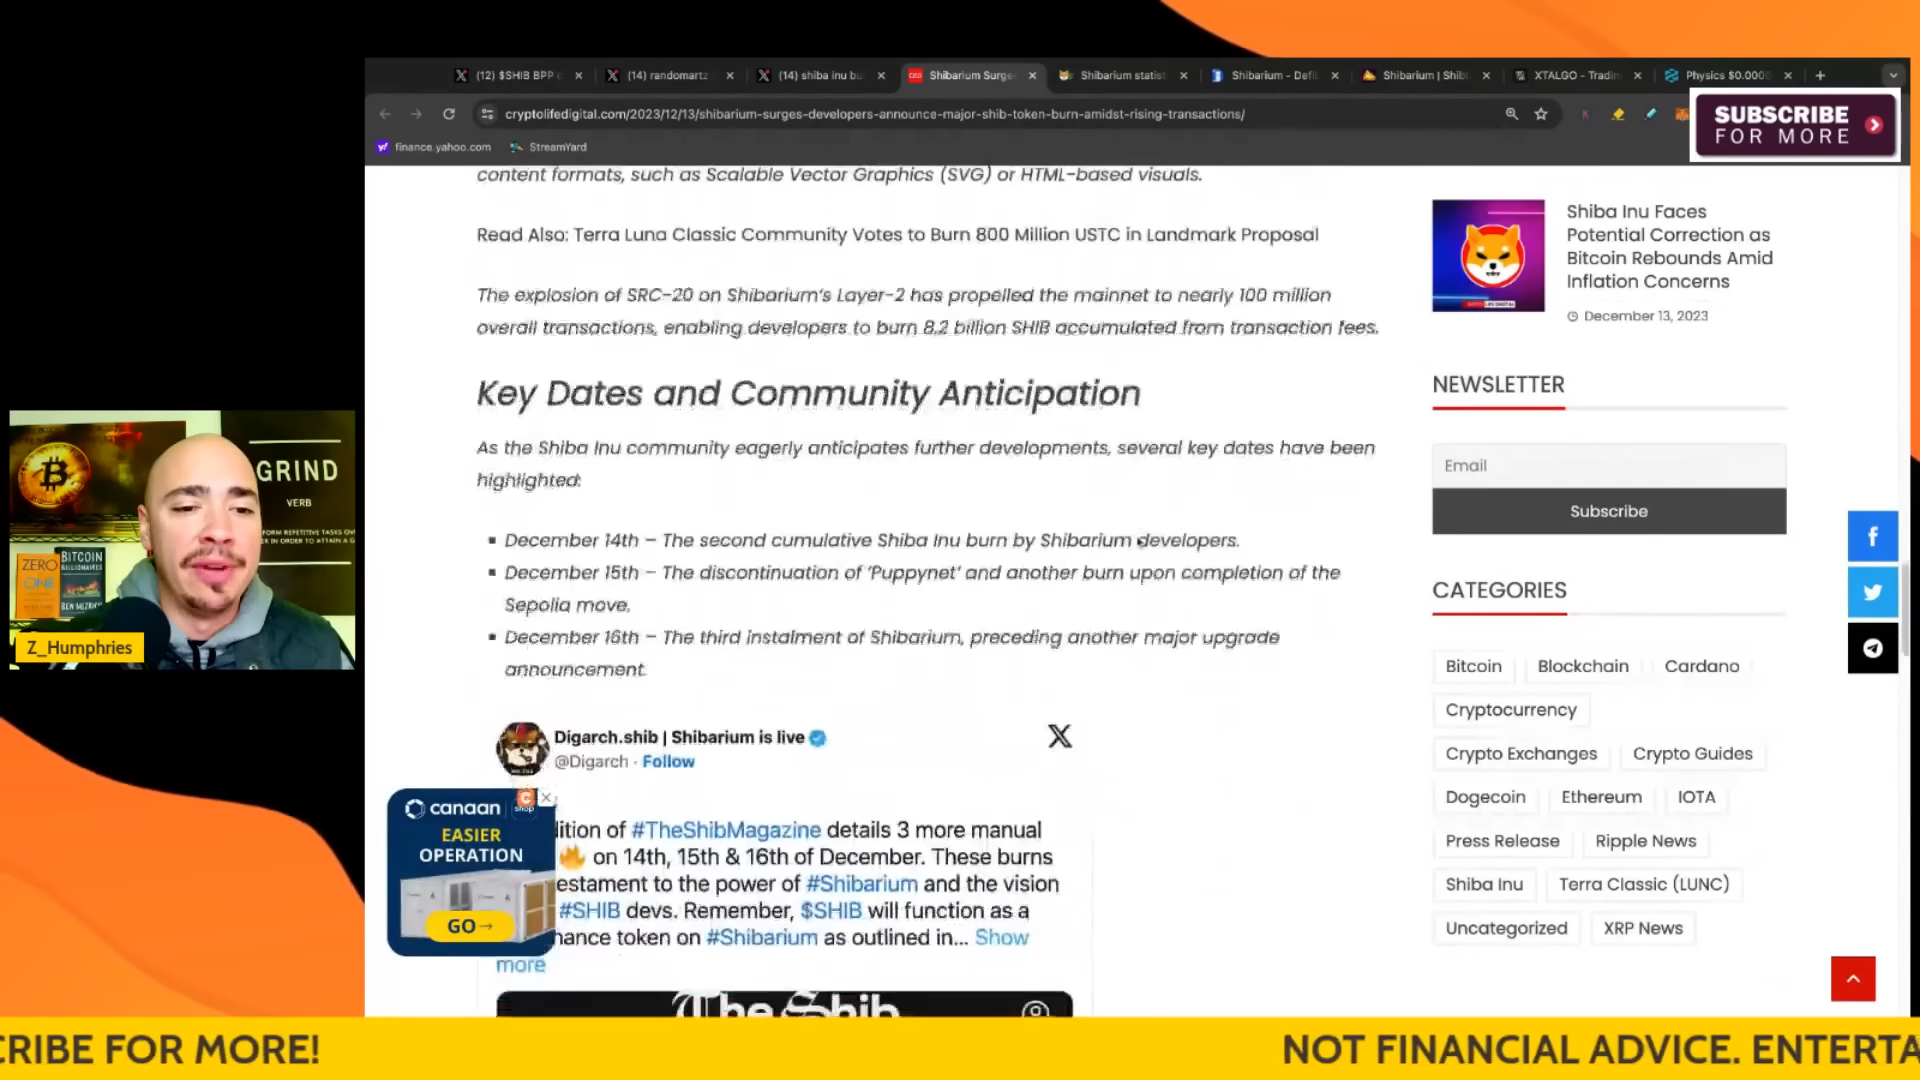 (12) $SHIB BPP
(14) randomartz
(14) shiba inu bu
Shibarium Surge
Shibarium statist
Shibarium - Defi
Shibarium | Shib
XTALGO - Tradin
Physics $0.0000
cryptolifedigital.com/2023/12/13/shibarium-surges-developers-announce-major-shib-token-burn-amidst-rising-transactions/
SUBSCRIBE
FOR MORE
finance.yahoo.com
StreamYard
content formats, such as Scalable Vector Graphics (SVG) or HTML-based visuals.
Read Also: Terra Luna Classic Community Votes to Burn 800 Million USTC in Landmark Proposal
The explosion of SRC-20 on Shibarium's Layer-2 has propelled the mainnet to nearly 100 million
overall transactions, enabling developers to burn 8.2 billion SHIB accumulated from transaction fees.
Key Dates and Community Anticipation
As the Shiba Inu community eagerly anticipates further developments, several key dates have been
highlighted:
▪ December 14th – The second cumulative Shiba Inu burn by Shibarium developers.
▪ December 15th – The discontinuation of 'Puppynet' and another burn upon completion of the
Sepolia move.
▪ December 16th – The third instalment of Shibarium, preceding another major upgrade
announcement.
Digarch.shib | Shibarium is live
@Digarch · Follow
dition of #TheShibMagazine details 3 more manual
🔥 on 14th, 15th & 16th of December. These burns
estament to the power of #Shibarium and the vision
#SHIB devs. Remember, $SHIB will function as a
nance token on #Shibarium as outlined in... Show
more
The Shib
canaan
shop
EASIER
OPERATION
GO→
Shiba Inu Faces
Potential Correction as
Bitcoin Rebounds Amid
Inflation Concerns
December 13, 2023
NEWSLETTER
Email
Subscribe
CATEGORIES
Bitcoin
Blockchain
Cardano
Cryptocurrency
Crypto Exchanges
Crypto Guides
Dogecoin
Ethereum
IOTA
Press Release
Ripple News
Shiba Inu
Terra Classic (LUNC)
Uncategorized
XRP News
GRIND
VERB
ZERO
ONE
BITCOIN
BILLIONAIRES
BEN MEZRICH
Z_Humphries
CRIBE FOR MORE!
NOT FINANCIAL ADVICE. ENTERTA